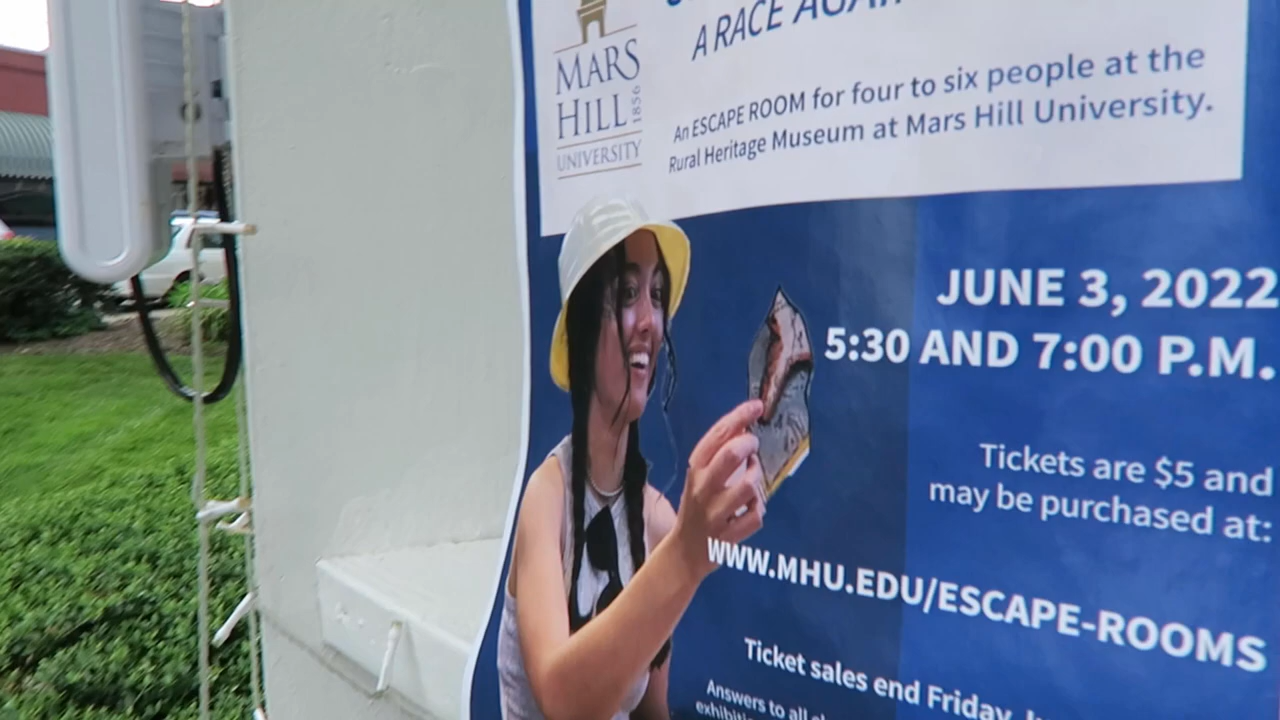 A RACE
MARS
HILL
1856
UNIVERSITY
An ESCAPE ROOM for four to six people at the
Rural Heritage Museum at Mars Hill University.
JUNE 3, 2022
5:30 AND 7:00 P.M.
Tickets are $5 and
may be purchased at:
WWW.MHU.EDU/ESCAPE-ROOMS
Ticket sales end Friday,
Answers to all